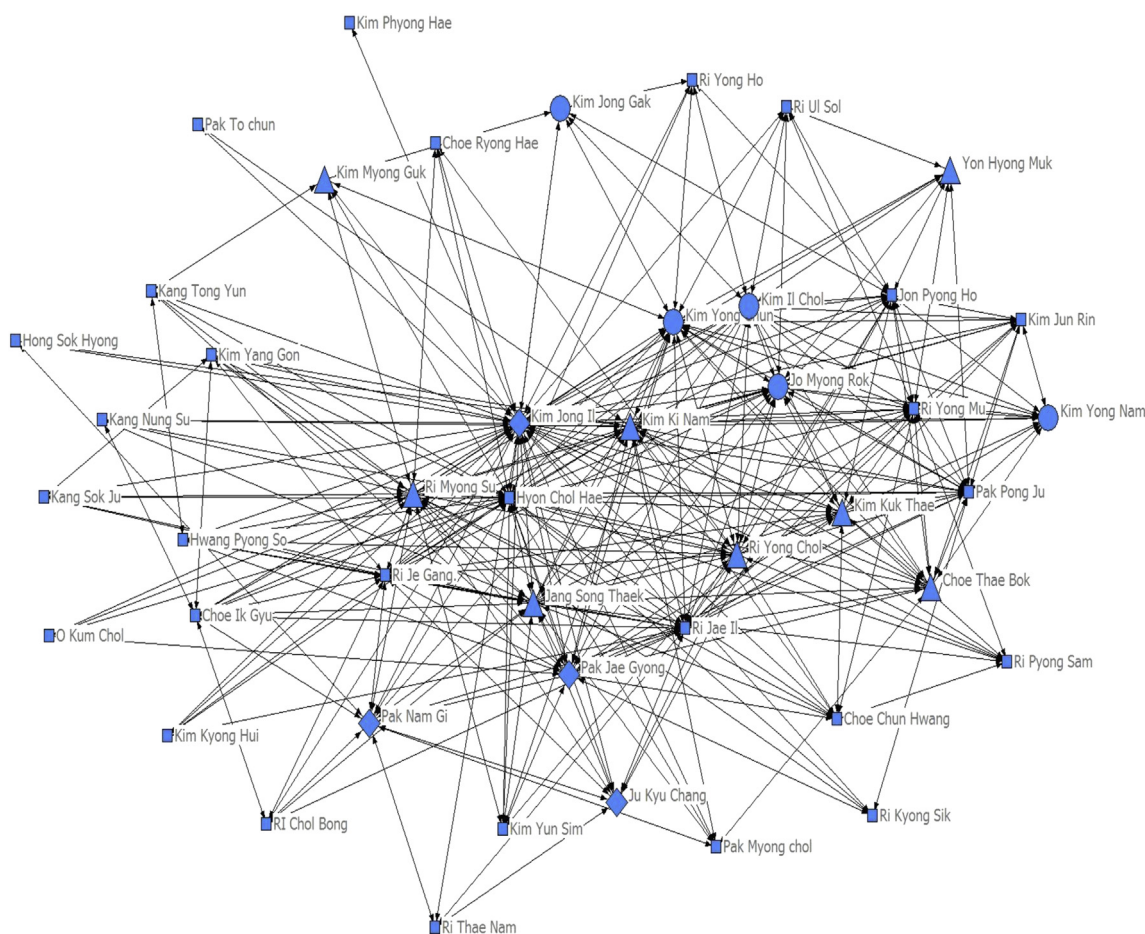 Kim Phyong Hae
Ri Yong Ho
Kim Jong Gak
Ri Ul Sol
Pak To chun
Choe Ryong Hae
Yon Hyong Muk
Kim Myong Guk
Kang Tong Yun
Jon Pyong Ho
Kim Il Chol
Kim Jun Rin
Kim Yong Chun
Hong Sok Hyong
Kim Yang Gon
Jo Myong Rok
Ri Yong Mu
Kim Yong Nam
Kang Nung Su
Kim Jong Il
Kim Ki Nam
Ri Myong Su
Pak Pong Ju
Kang Sok Ju
Hyon Chol Hae
Kim Kuk Thae
Hwang Pyong So
Ri Yong Chol
Ri Je Gang.
Jang Song Thaek
Choe Thae Bok
Choe Ik Gyu
Ri Jae Il
O Kum Chol
Ri Pyong Sam
Pak Jae Gyong
Pak Nam Gi
Choe Chun Hwang
Kim Kyong Hui
Ju Kyu Chang
Ri Kyong Sik
RI Chol Bong
Kim Yun Sim
Pak Myong chol
Ri Thae Nam